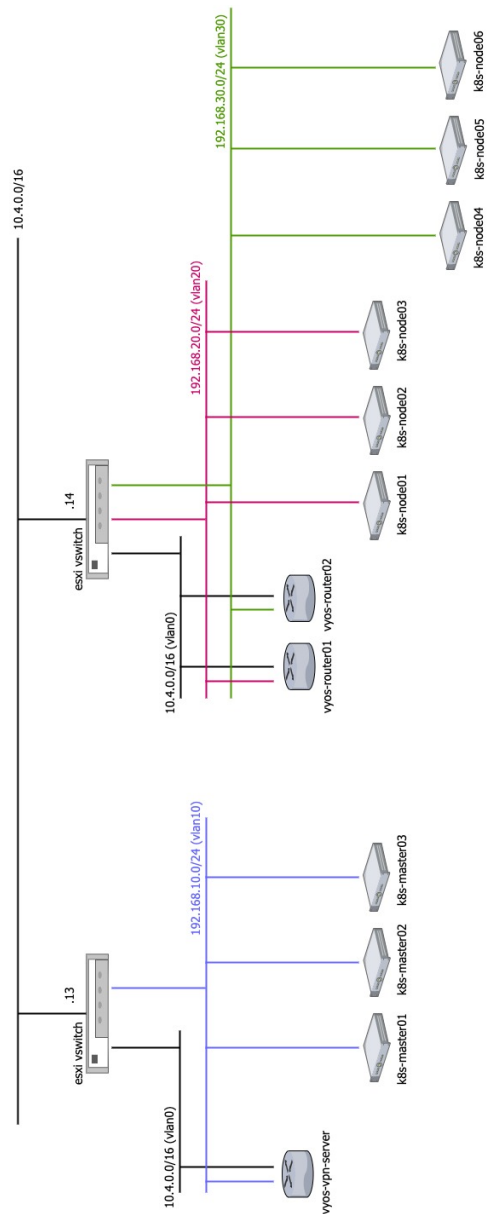 10.4.0.0/16
.13
esxi vswitch
.14
esxi vswitch
10.4.0.0/16 (vlan0)
192.168.10.0/24 (vlan10)
10.4.0.0/16 (vlan0)
192.168.20.0/24 (vlan20)
192.168.30.0/24 (vlan30)
vyos-vpn-server
k8s-master01
k8s-master02
k8s-master03
vyos-router01
vyos-router02
k8s-node01
k8s-node02
k8s-node03
k8s-node04
k8s-node05
k8s-node06